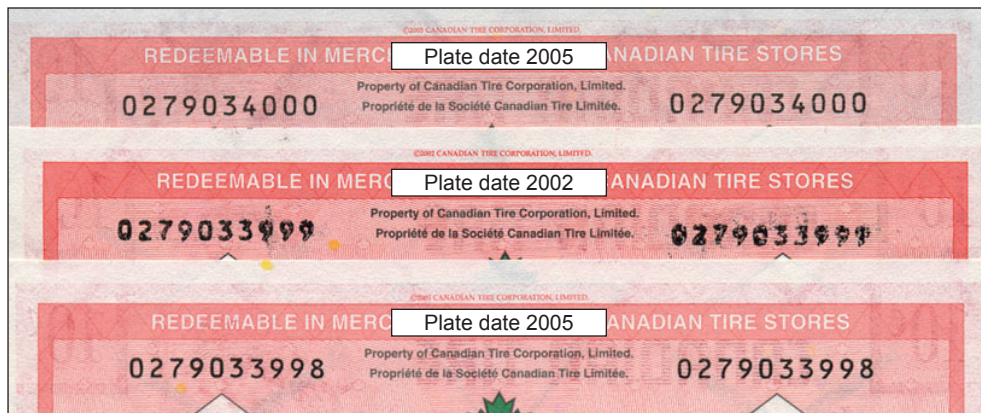 ©2005 CANADIAN TIRE CORPORATION, LIMITED.
REDEEMABLE IN MERC Plate date 2005 ANADIAN TIRE STORES
Property of Canadian Tire Corporation, Limited.
0279034000 Propriété de la Société Canadian Tire Limitée. 0279034000
©2002 CANADIAN TIRE CORPORATION, LIMITED.
REDEEMABLE IN MERC Plate date 2002 ANADIAN TIRE STORES
Property of Canadian Tire Corporation, Limited.
0279033999 Propriété de la Société Canadian Tire Limitée. 0279033999
©2005 CANADIAN TIRE CORPORATION, LIMITED.
REDEEMABLE IN MERC Plate date 2005 ANADIAN TIRE STORES
Property of Canadian Tire Corporation, Limited.
0279033998 Propriété de la Société Canadian Tire Limitée. 0279033998
10